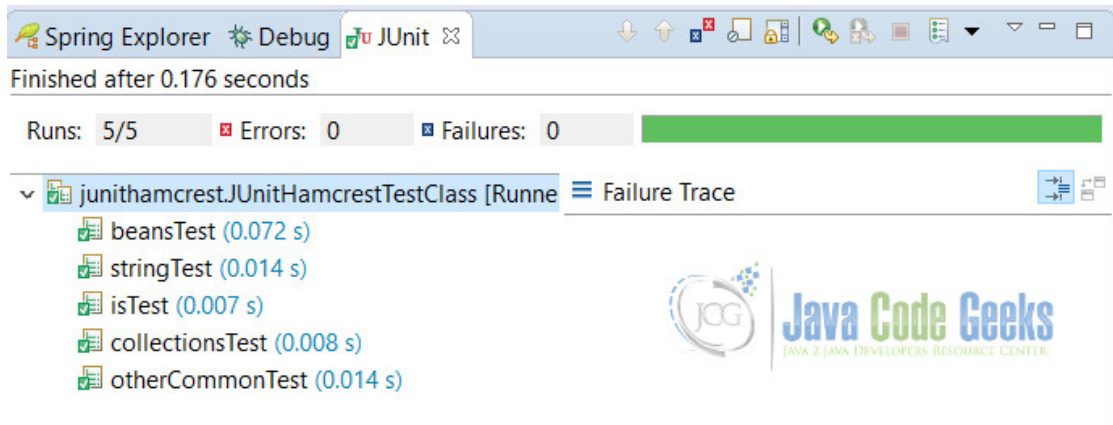 Spring Explorer Debug JUnit
Finished after 0.176 seconds
Runs: 5/5 Errors: 0 Failures: 0
junithamcrest.JUnitHamcrestTestClass [Runne
Failure Trace
beansTest (0.072 s)
stringTest (0.014 s)
isTest (0.007 s)
collectionsTest (0.008 s)
otherCommonTest (0.014 s)
JCG
Java Code Geeks
JAVA 2 JAVA DEVELOPERS RESOURCE CENTER